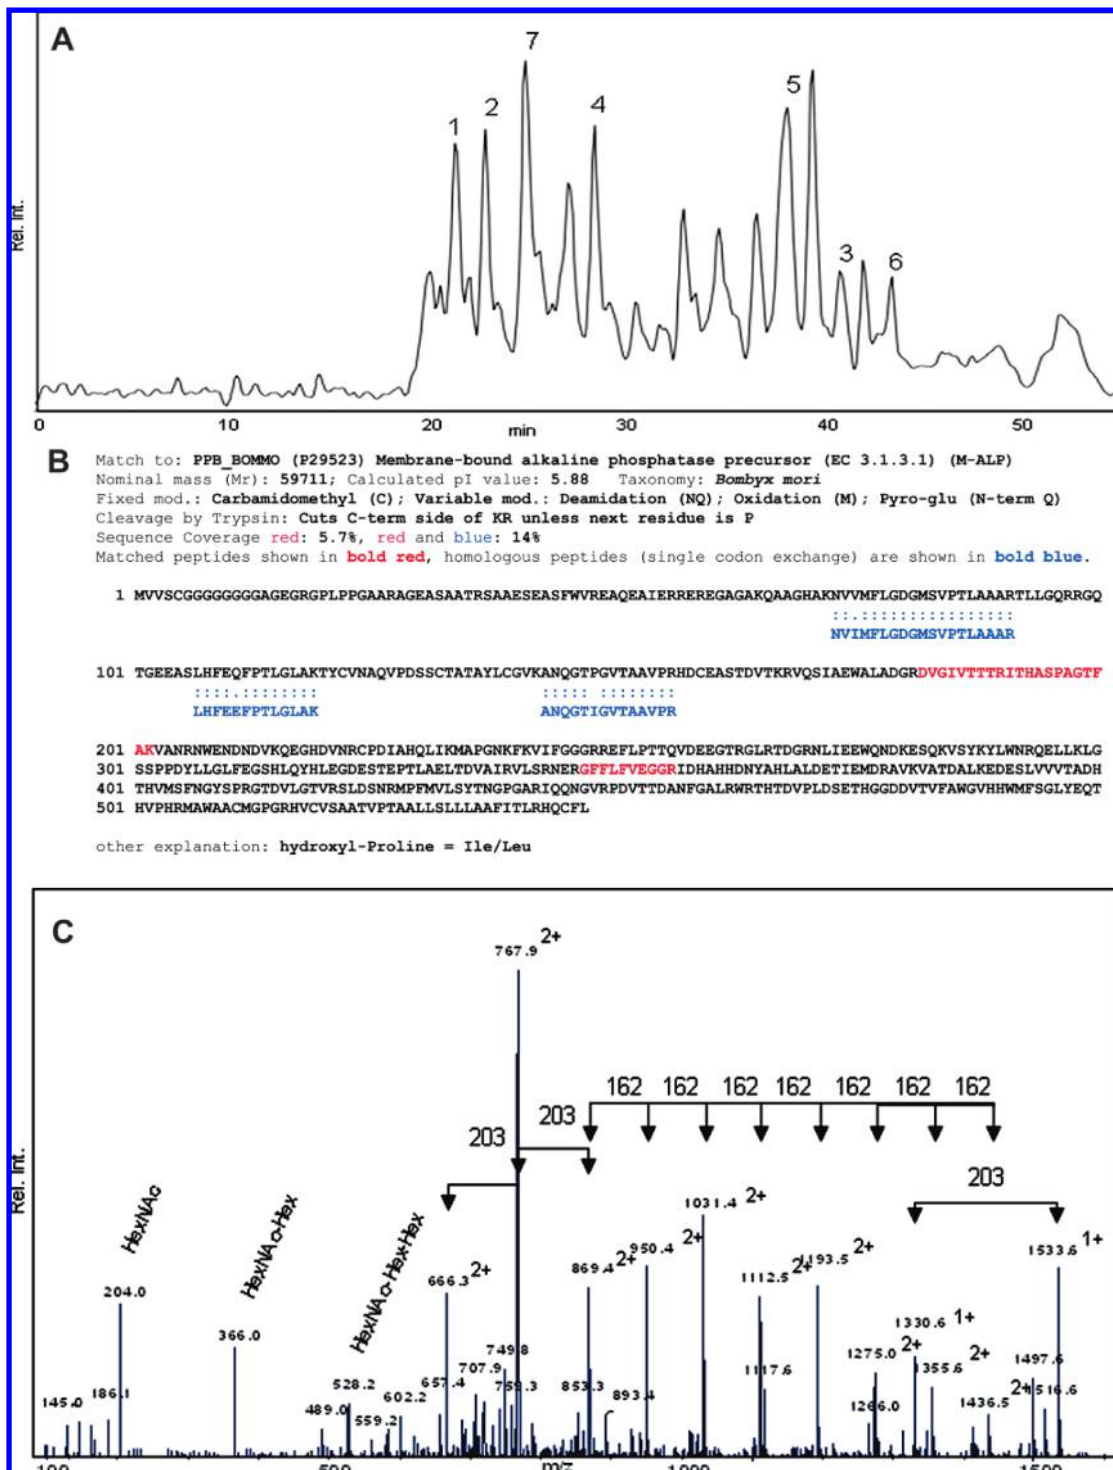 A
7
1
2
4
5
3
6
Rel. Int.
0 10 20 30 40 50
min
B
Match to: PPB_BOMMO (P29523) Membrane-bound alkaline phosphatase precursor (EC 3.1.3.1) (M-ALP)
Nominal mass (Mr): 59711; Calculated pI value: 5.88 Taxonomy: Bombyx mori
Fixed mod.: Carbamidomethyl (C); Variable mod.: Deamidation (NQ); Oxidation (M); Pyro-glu (N-term Q)
Cleavage by Trypsin: Cuts C-term side of KR unless next residue is P
Sequence Coverage red: 5.7%, red and blue: 14%
Matched peptides shown in bold red, homologous peptides (single codon exchange) are shown in bold blue.
1 MVVSCGGGGGGGGAGEGRGPLPPGAARAGEASAATRSAAESEASFWVREAQEAIERREREGAGAKQAAGHAKNVVMFLGDGMSVPTLAAARTLLGQRRGQ
::.:::::::::::::::
NVIMFLGDGMSVPTLAAAR
101 TGEEASLHFEQFPTLGLAKTYCVNAQVPDSSCTATAYLCGVKANQGTPGVTAAVPRHDCEASTDVTKRVQSIAEWALADGRDVGIVTTTRITHASPAGTF
::::.::::::::
LHFEEFPTLGLAK ANQGTIGVTAAVPR
201 AKVANRNWENDNDVKQEGHDVNRCPDIAHQLIKMAPGNKFKVIFGGGRREFLPTTQVDEEGTRGLRTDGRNLIEEWQNDKESQKVSYKYLWNRQELLKLG
301 SSPPDYLLGLFEGSHLQYHLEGDESTEPTLAELTDVAIRVLSRNERGFFLFVEGGRIDHAHHDNYAHLALDETIEMDRAVKVATDALKEDESLVVVTADH
401 THVMSFNGYSPRGTDVLGTVRSLDSNRMPFMVLSYTNGPGARIQQNGVRPDVTTDANFGALRWRTHTDVPLDSETHGGDDVTVFAWGVHHWMFSGLYEQT
501 HVPHRMAWAACMGPGRHVCVSAATVPTAALLSLLLAAFITLRHQCFL
other explanation: hydroxyl-Proline = Ile/Leu
C
767.9 2+
162 162 162 162 162 162 162
203
203
203
HexNAc
HexNAc-Hex
HexNAc-Hex-Hex
1031.4 2+
950.4 2+
1193.5 2+
1533.6 1+
869.4 2+
1112.5 2+
666.3 2+
204.0
1330.6 1+
366.0
749.8
1275.0 2+
1355.6 2+
1497.6 2+
707.9
528.2
657.4
759.3
853.3
893.4
1117.6
1436.5
1516.6
145.0
186.1
489.0
602.2
559.2
1266.0
Rel. Int.
500
m/z
1000
1500